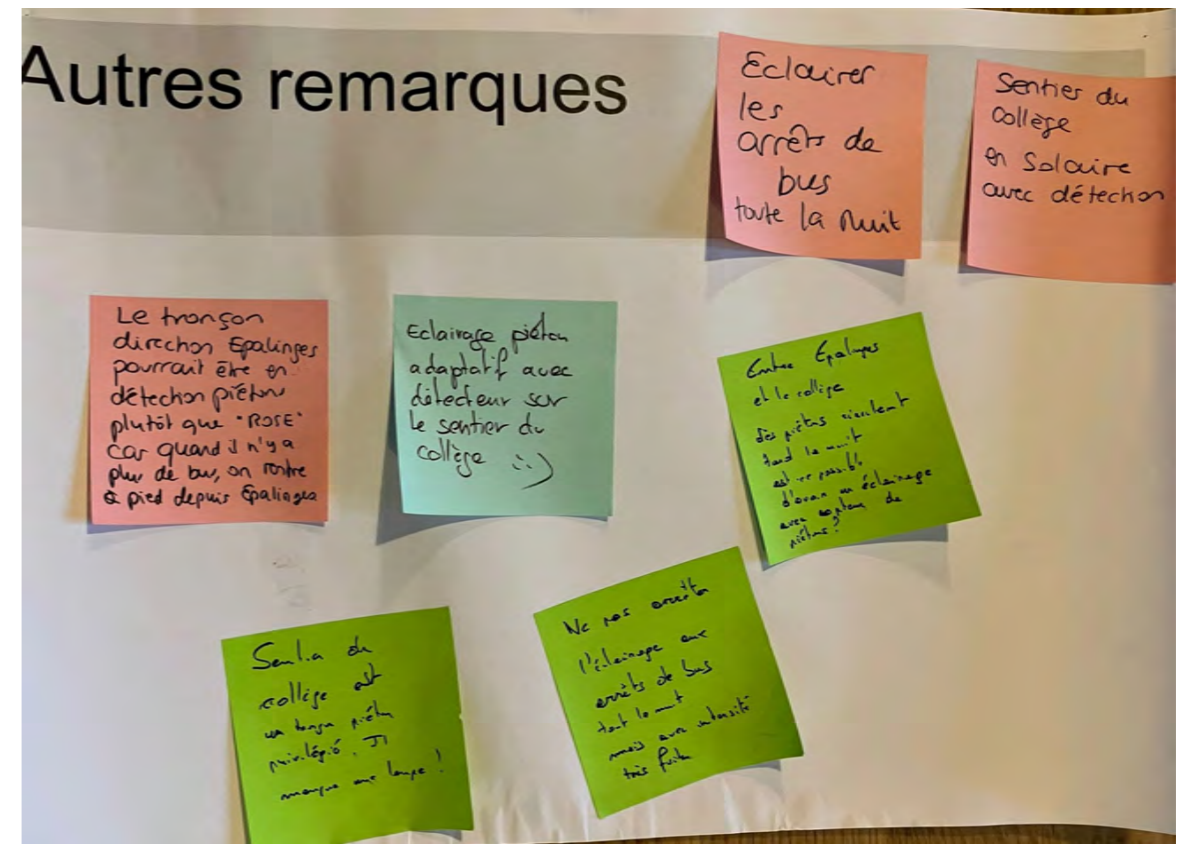 Autres remarques
Eclairer
les
arrêts de
bus
toute la nuit
Sentier du
collège
en Solaire
avec détection
Le tronçon
direction Epalinges
pourrait être en
détection piétons
plutôt que "ROSE"
car quand il n'y a
plus de bus, on rentre
à pied depuis Epalinges
Eclairage piéton
adaptatif avec
détecteur sur
le sentier du
collège :-)
Entre Epalinges
et le collège
des piétons circulent
tard la nuit
est-ce possible
d'avoir un éclairage
avec capteur de
piétons?
Sentier du
collège est
un tronçon piéton
privilégié. Il
manque une lampe!
Ne pas arrêter
l'éclairage aux
arrêts de bus
tout la nuit
mais avec intensité
très faible